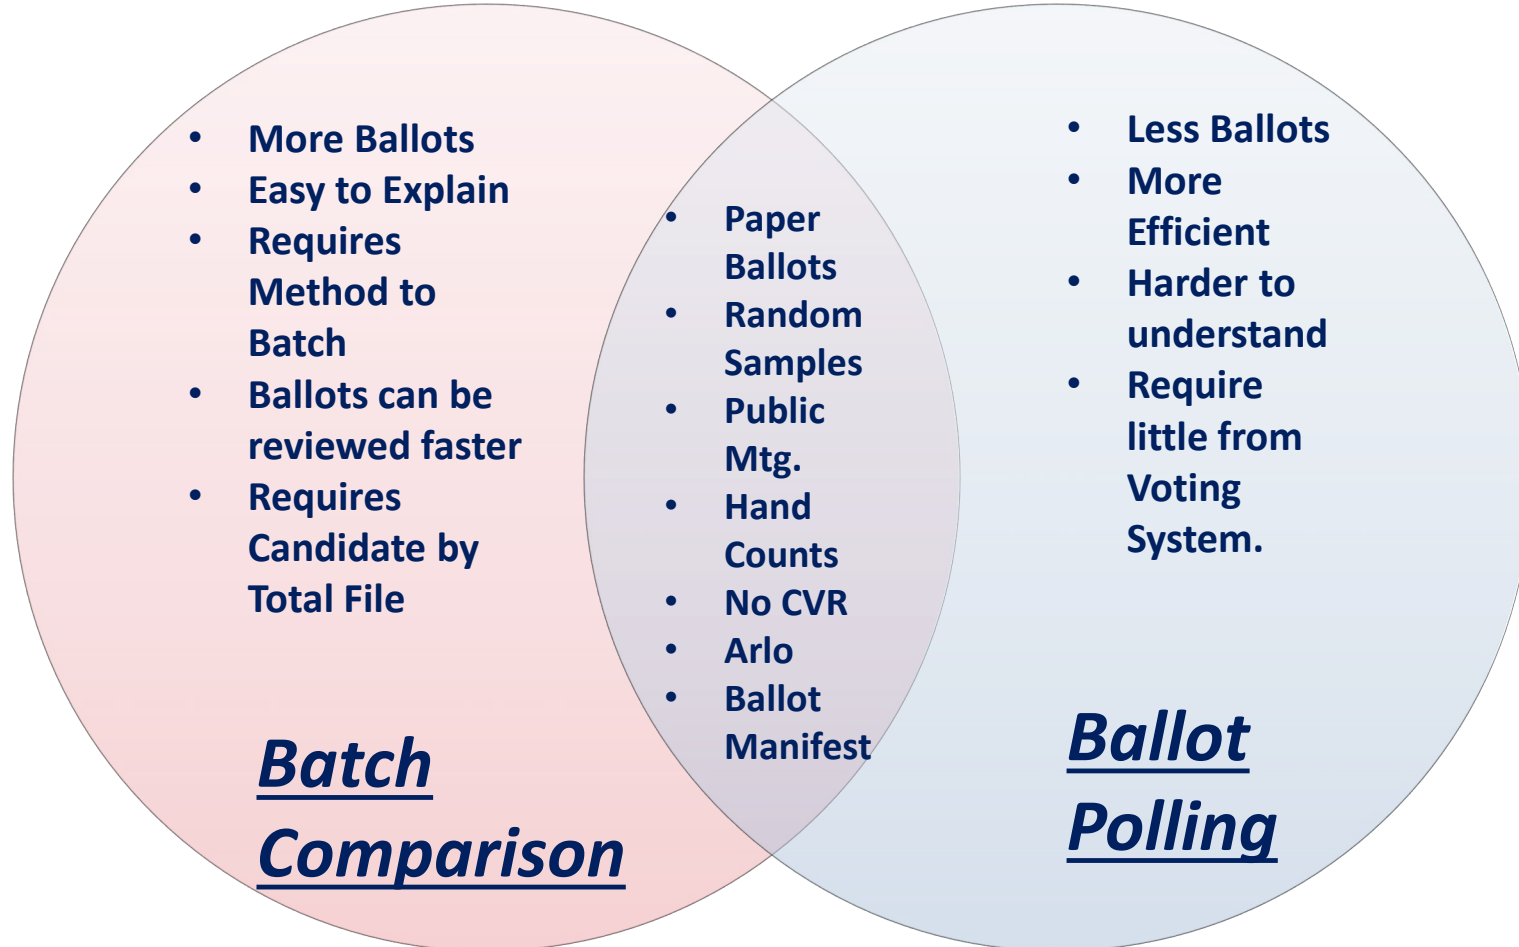 • More Ballots
• Easy to Explain
• Requires
Method to
Batch
• Ballots can be
reviewed faster
• Requires
Candidate by
Total File
Batch
Comparison
• Paper
Ballots
• Random
Samples
• Public
Mtg.
• Hand
Counts
• No CVR
• Arlo
• Ballot
Manifest
• Less Ballots
• More
Efficient
• Harder to
understand
• Require
little from
Voting
System.
Ballot
Polling